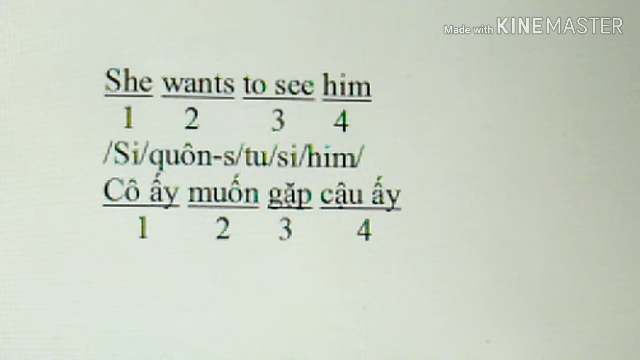 Made with KINEMASTER
She wants to see him
1 2 3 4
/Si/quôn-s/tu/si/him/
Cô ấy muốn gặp cậu ấy
1 2 3 4